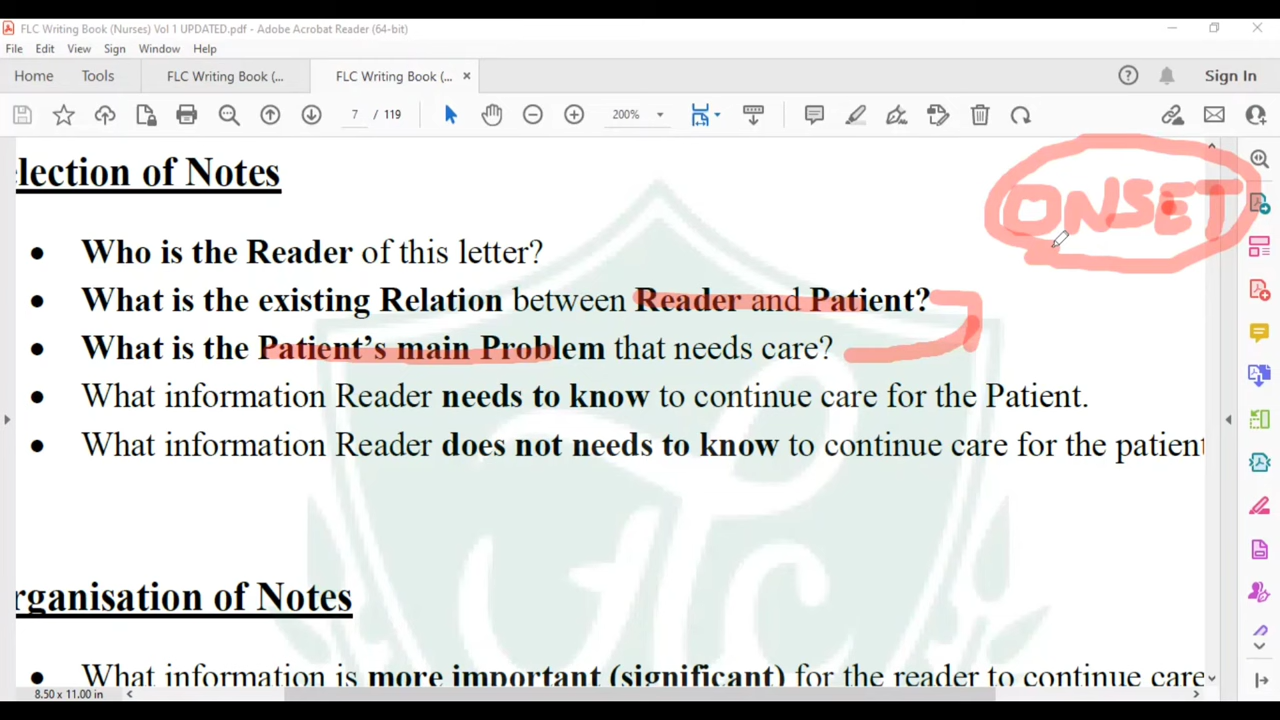 FLC Writing Book (Nurses) Vol 1 UPDATED.pdf - Adobe Acrobat Reader (64-bit)
File Edit View Sign Window Help
Home Tools FLC Writing Book (... FLC Writing Book (... × Sign In
7 / 119 200%
election of Notes
ONSET
• Who is the Reader of this letter?
• What is the existing Relation between Reader and Patient?
• What is the Patient's main Problem that needs care?
• What information Reader needs to know to continue care for the Patient.
• What information Reader does not needs to know to continue care for the patient
rganisation of Notes
• What information is more important (significant) for the reader to continue care
8.50 x 11.00 in